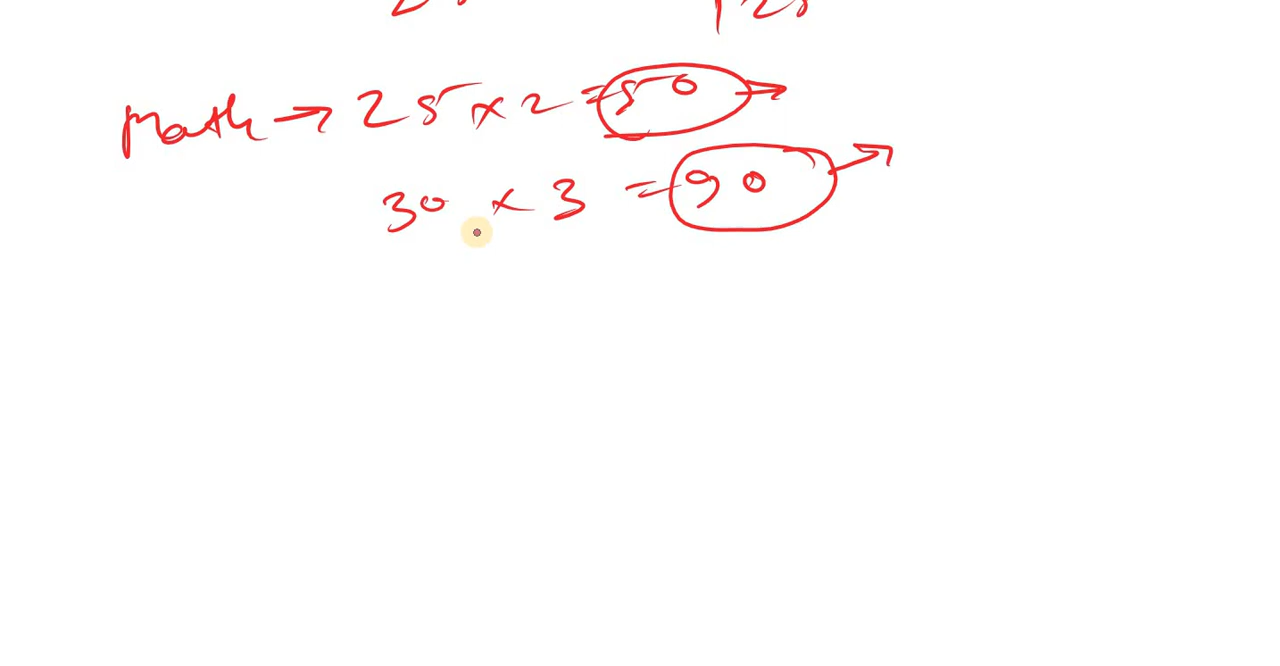 Math → 25 × 2 = 50 →
30 × 3 = 90 →